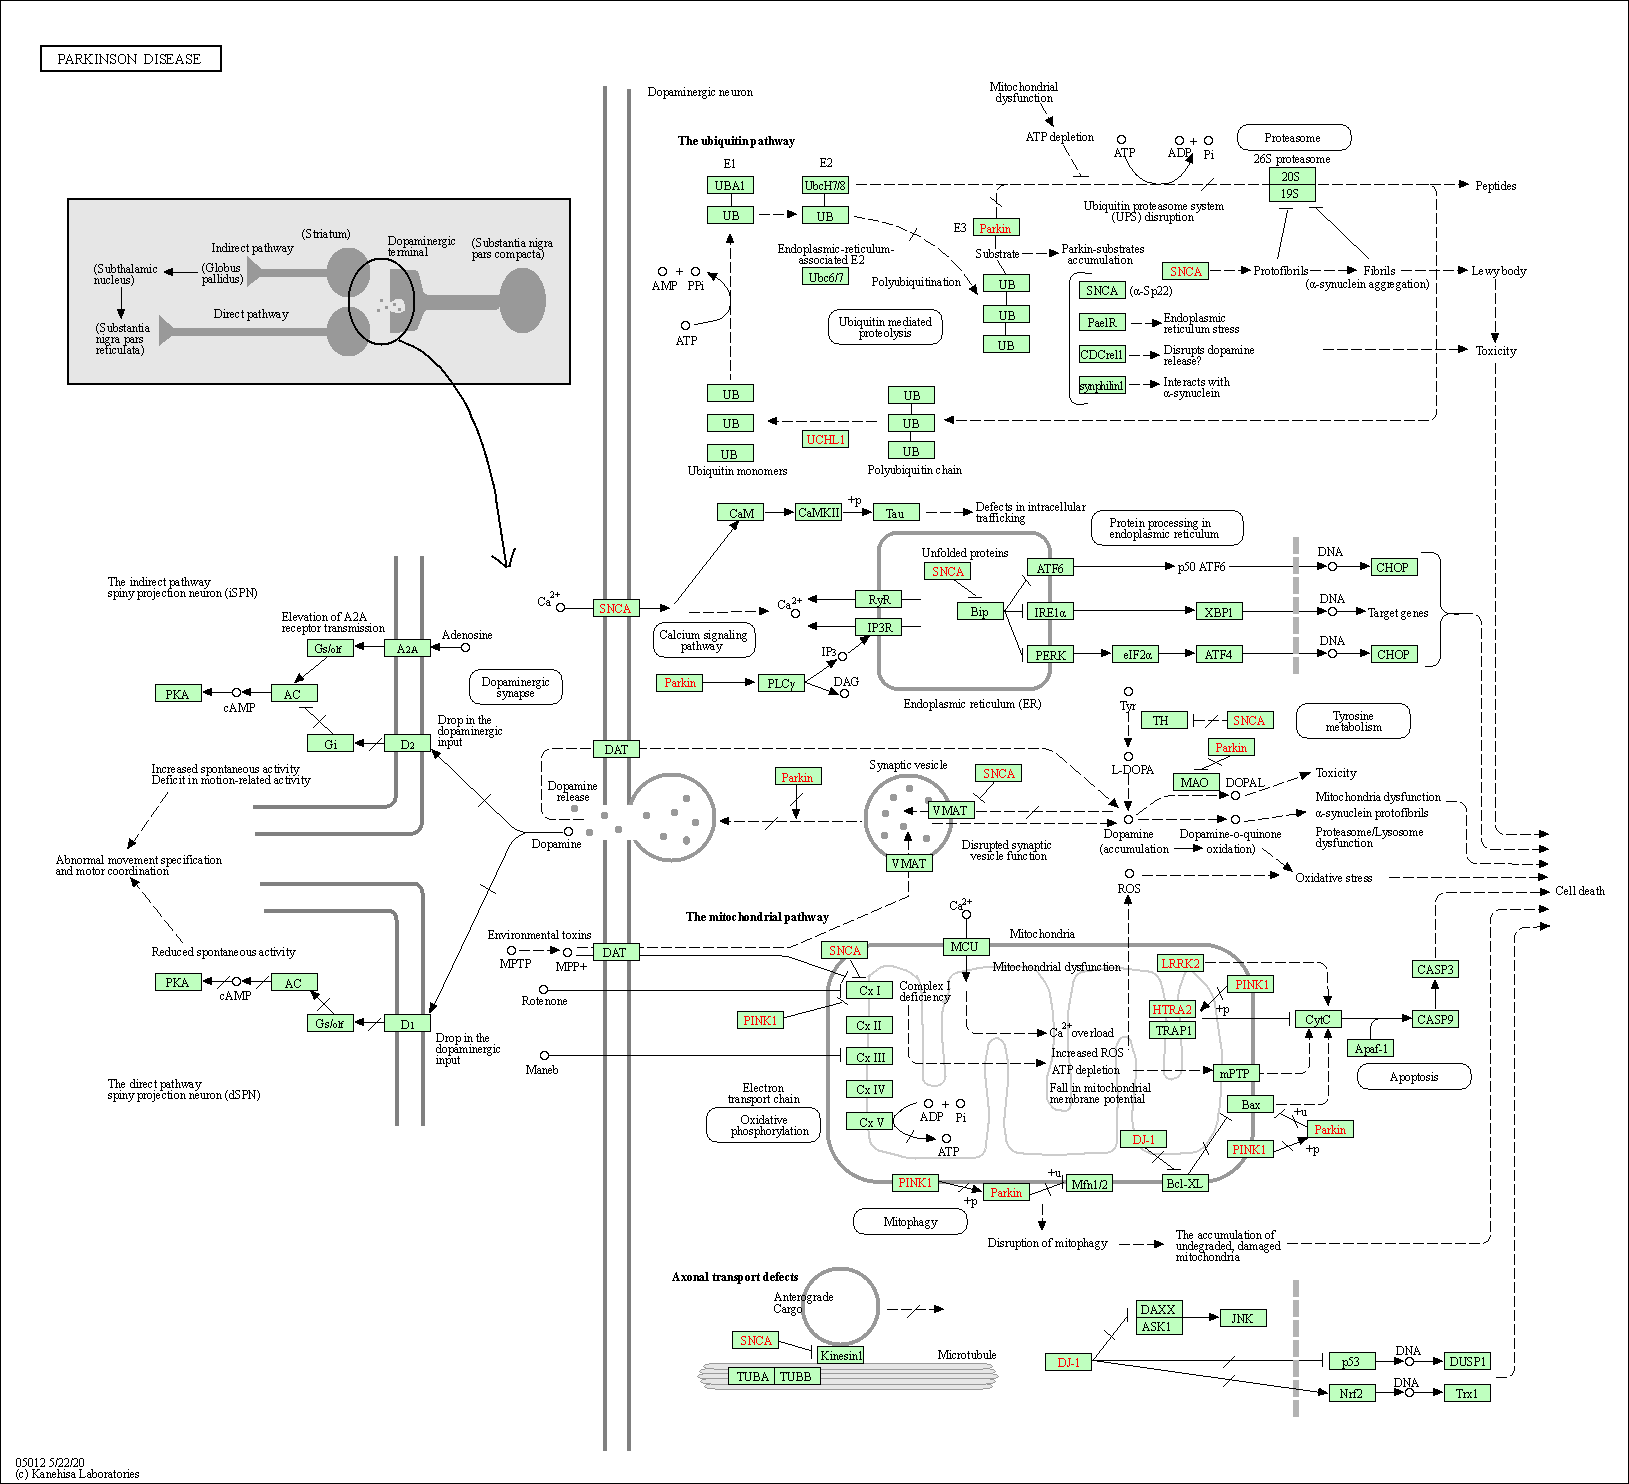 PARKINSON DISEASE
Dopaminergic neuron
Mitochondrial
dysfunction
ATP depletion
ATP
ADP
+
Pi
Proteasome
26S proteasome
20S
19S
Peptides
The ubiquitin pathway
E1
E2
UBA1
UbcH7/8
UB
UB
E3
Parkin
Ubiquitin proteasome system
(UPS) disruption
Endoplasmic-reticulum-
associated E2
Ubc6/7
Substrate
Parkin-substrates
accumulation
Polyubiquitination
UB
UB
UB
SNCA
Protofibrils
Fibrils
(α-synuclein aggregation)
Lewy body
SNCA
(α-Sp22)
PaelR
Endoplasmic
reticulum stress
CDCrel1
Disrupts dopamine
release?
synphilin1
Interacts with
α-synuclein
Toxicity
AMP
+
PPi
ATP
Ubiquitin mediated
proteolysis
UB
UB
UB
Ubiquitin monomers
UCHL1
UB
UB
UB
Polyubiquitin chain
(Striatum)
Indirect pathway
Dopaminergic
terminal
(Substantia nigra
pars compacta)
(Subthalamic
nucleus)
(Globus
pallidus)
Direct pathway
(Substantia
nigra pars
reticulata)
CaM
CaMKII
+p
Tau
Defects in intracellular
trafficking
Protein processing in
endoplasmic reticulum
Unfolded proteins
SNCA
Bip
ATF6
p50 ATF6
DNA
CHOP
IRE1α
XBP1
DNA
Target genes
PERK
eIF2α
ATF4
DNA
CHOP
Ca2+
SNCA
Ca2+
RyR
IP3R
Calcium signaling
pathway
IP3
DAG
Parkin
PLCγ
Endoplasmic reticulum (ER)
The indirect pathway
spiny projection neuron (iSPN)
Elevation of A2A
receptor transmission
Gs/olf
A2A
Adenosine
PKA
cAMP
AC
Dopaminergic
synapse
Gi
D2
Drop in the
dopaminergic
input
Increased spontaneous activity
Deficit in motion-related activity
Abnormal movement specification
and motor coordination
Reduced spontaneous activity
PKA
cAMP
AC
Gs/olf
D1
Drop in the
dopaminergic
input
The direct pathway
spiny projection neuron (dSPN)
DAT
Dopamine
release
Dopamine
Parkin
Synaptic vesicle
SNCA
VMAT
VMAT
Disrupted synaptic
vesicle function
Tyr
TH
SNCA
Tyrosine
metabolism
Parkin
L-DOPA
MAO
DOPAL
Toxicity
Mitochondria dysfunction
α-synuclein protofibrils
Proteasome/Lysosome
dysfunction
Dopamine
(accumulation
Dopamine-o-quinone
oxidation)
ROS
Oxidative stress
Cell death
The mitochondrial pathway
Environmental toxins
MPTP
MPP+
DAT
Rotenone
Maneb
SNCA
PINK1
Ca2+
MCU
Mitochondria
Mitochondrial dysfunction
Cx I
Complex I
deficiency
Cx II
Cx III
Cx IV
Cx V
Ca2+ overload
Increased ROS
ATP depletion
Fall in mitochondrial
membrane potential
ADP
+
Pi
ATP
Electron
transport chain
Oxidative
phosphorylation
LRRK2
PINK1
+p
HTRA2
TRAP1
CytC
CASP3
CASP9
Apaf-1
Apoptosis
mPTP
Bax
+u
Parkin
+p
PINK1
DJ-1
Bcl-XL
PINK1
+p
Parkin
+u
Mfn1/2
Mitophagy
Disruption of mitophagy
The accumulation of
undegraded, damaged
mitochondria
Axonal transport defects
Anterograde
Cargo
SNCA
Kinesin1
Microtubule
TUBA
TUBB
DAXX
ASK1
JNK
DJ-1
p53
DNA
DUSP1
Nrf2
DNA
Trx1
05012 5/22/20
(c) Kanehisa Laboratories